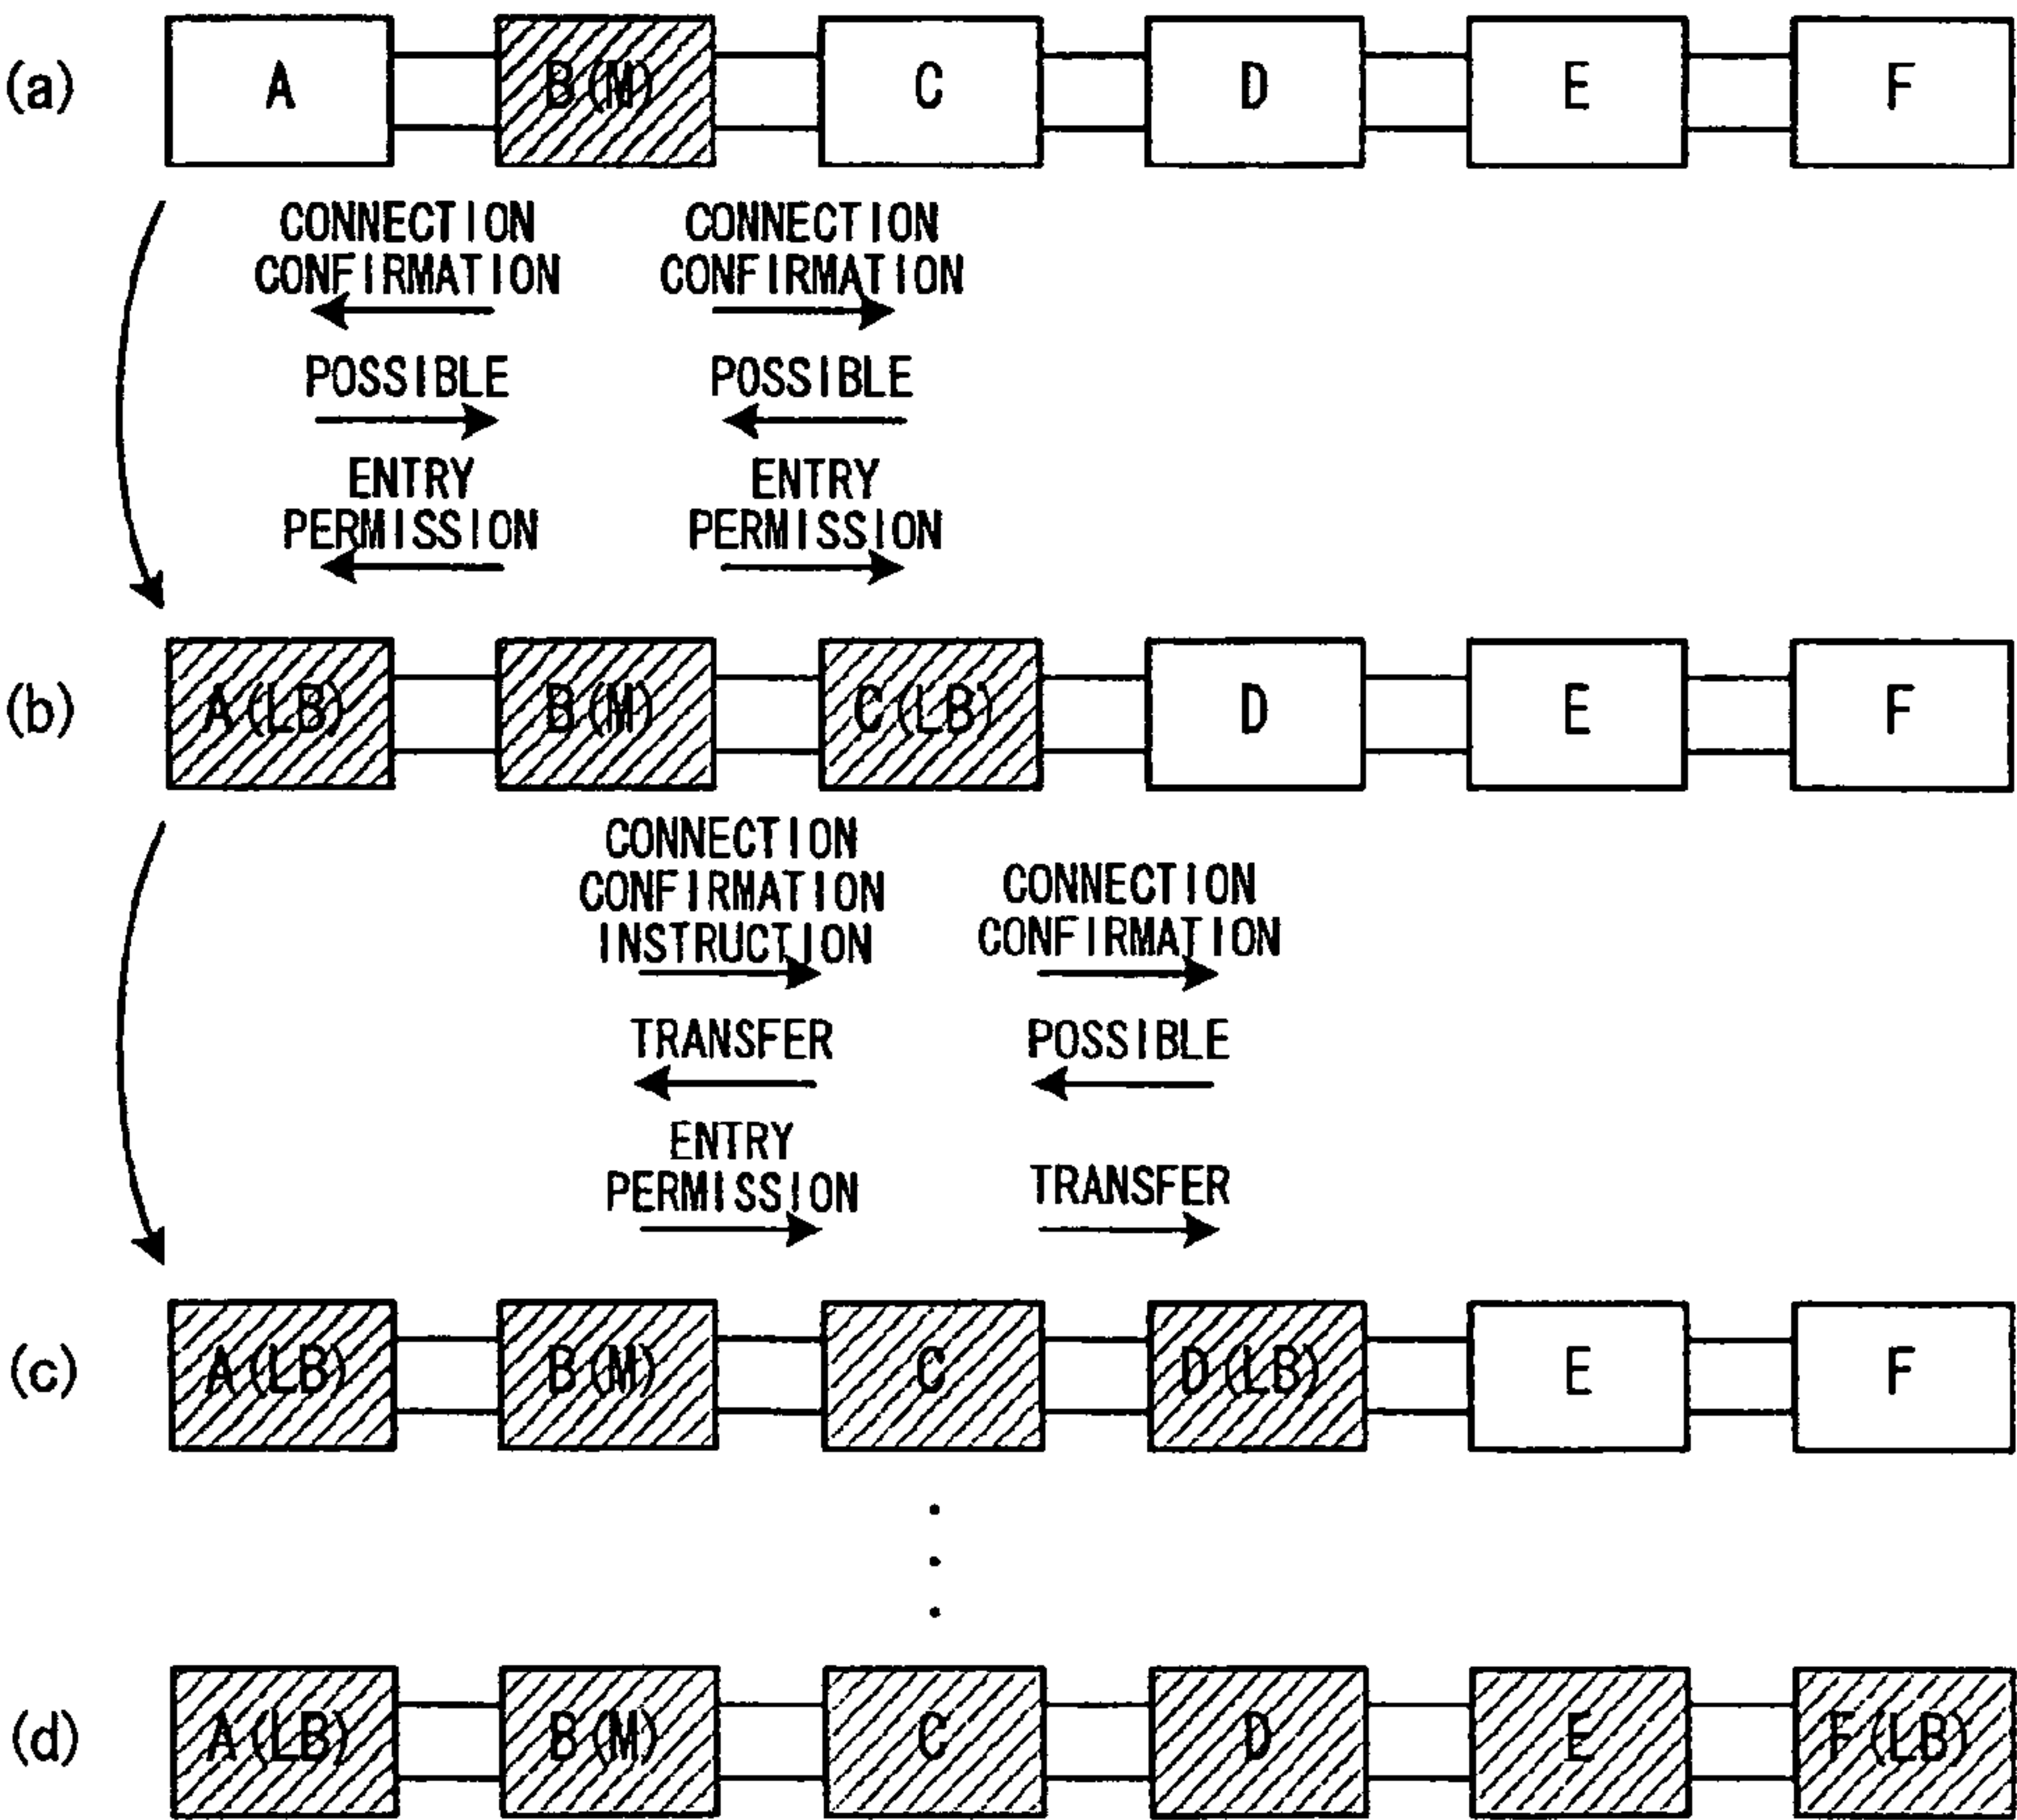 (a) A B(M) C D E F
CONNECTION CONNECTION
CONFIRMATION CONFIRMATION
POSSIBLE POSSIBLE
ENTRY ENTRY
PERMISSION PERMISSION
(b) A(LB) B(M) C(LB) D E F
CONNECTION
CONFIRMATION
INSTRUCTION
CONNECTION
CONFIRMATION
TRANSFER POSSIBLE
ENTRY
PERMISSION
TRANSFER
(c) A(LB) B(M) C D(LB) E F
(d) A(LB) B(M) C D E F(LB)